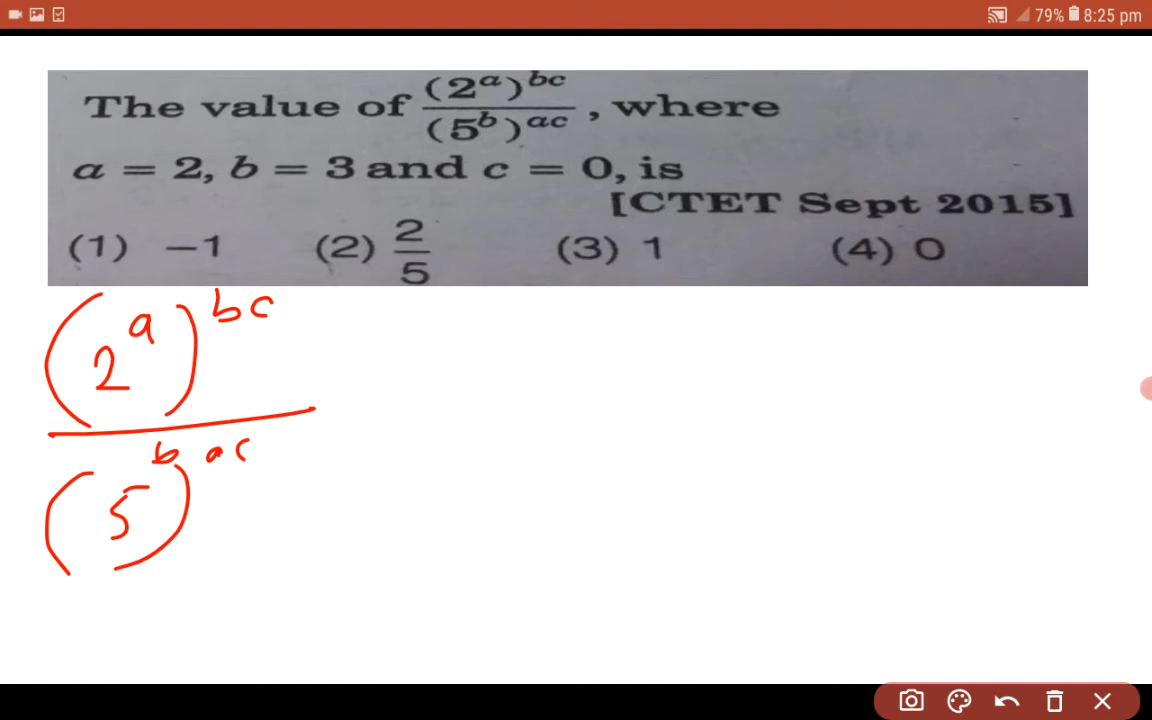 79% 8:25 pm
The value of (2^a)^bc / (5^b)^ac , where
a = 2, b = 3 and c = 0, is
[CTET Sept 2015]
(1) −1 (2) 2/5 (3) 1 (4) 0
(2^a)^bc
(5^b)^ac